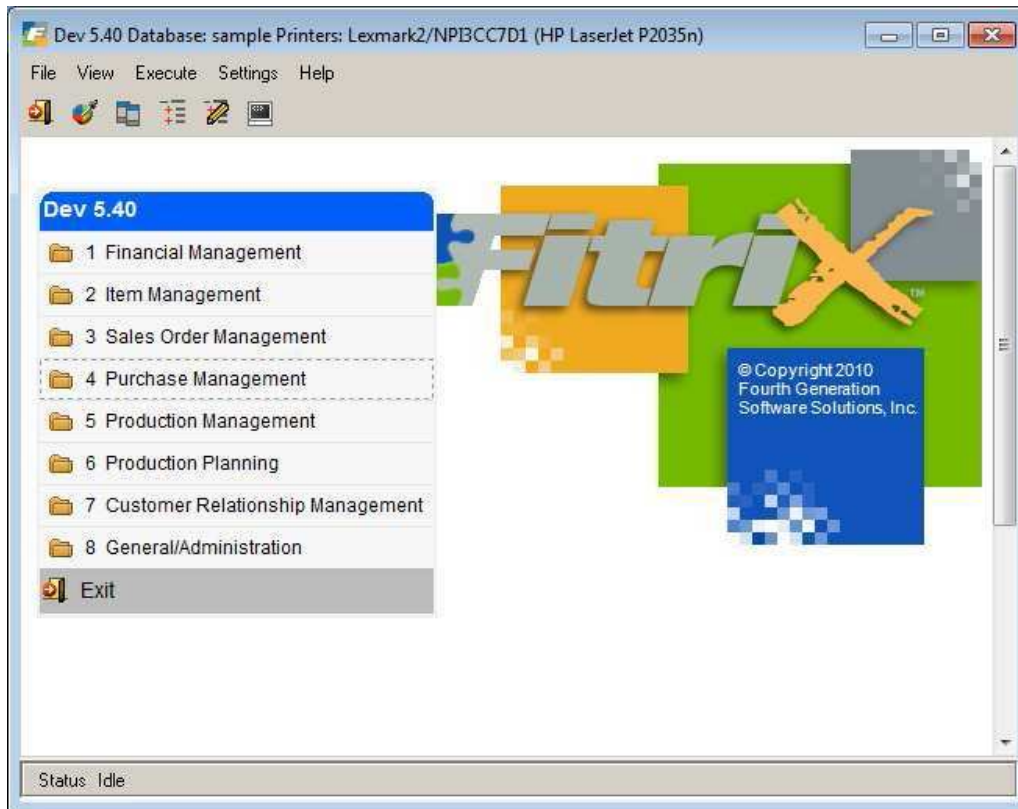 Dev 5.40 Database: sample Printers: Lexmark2/NPI3CC7D1 (HP LaserJet P2035n)
File View Execute Settings Help
Dev 5.40
1 Financial Management
2 Item Management
3 Sales Order Management
4 Purchase Management
5 Production Management
6 Production Planning
7 Customer Relationship Management
8 General/Administration
Exit
FitriX™
© Copyright 2010
Fourth Generation
Software Solutions, Inc.
Status Idle